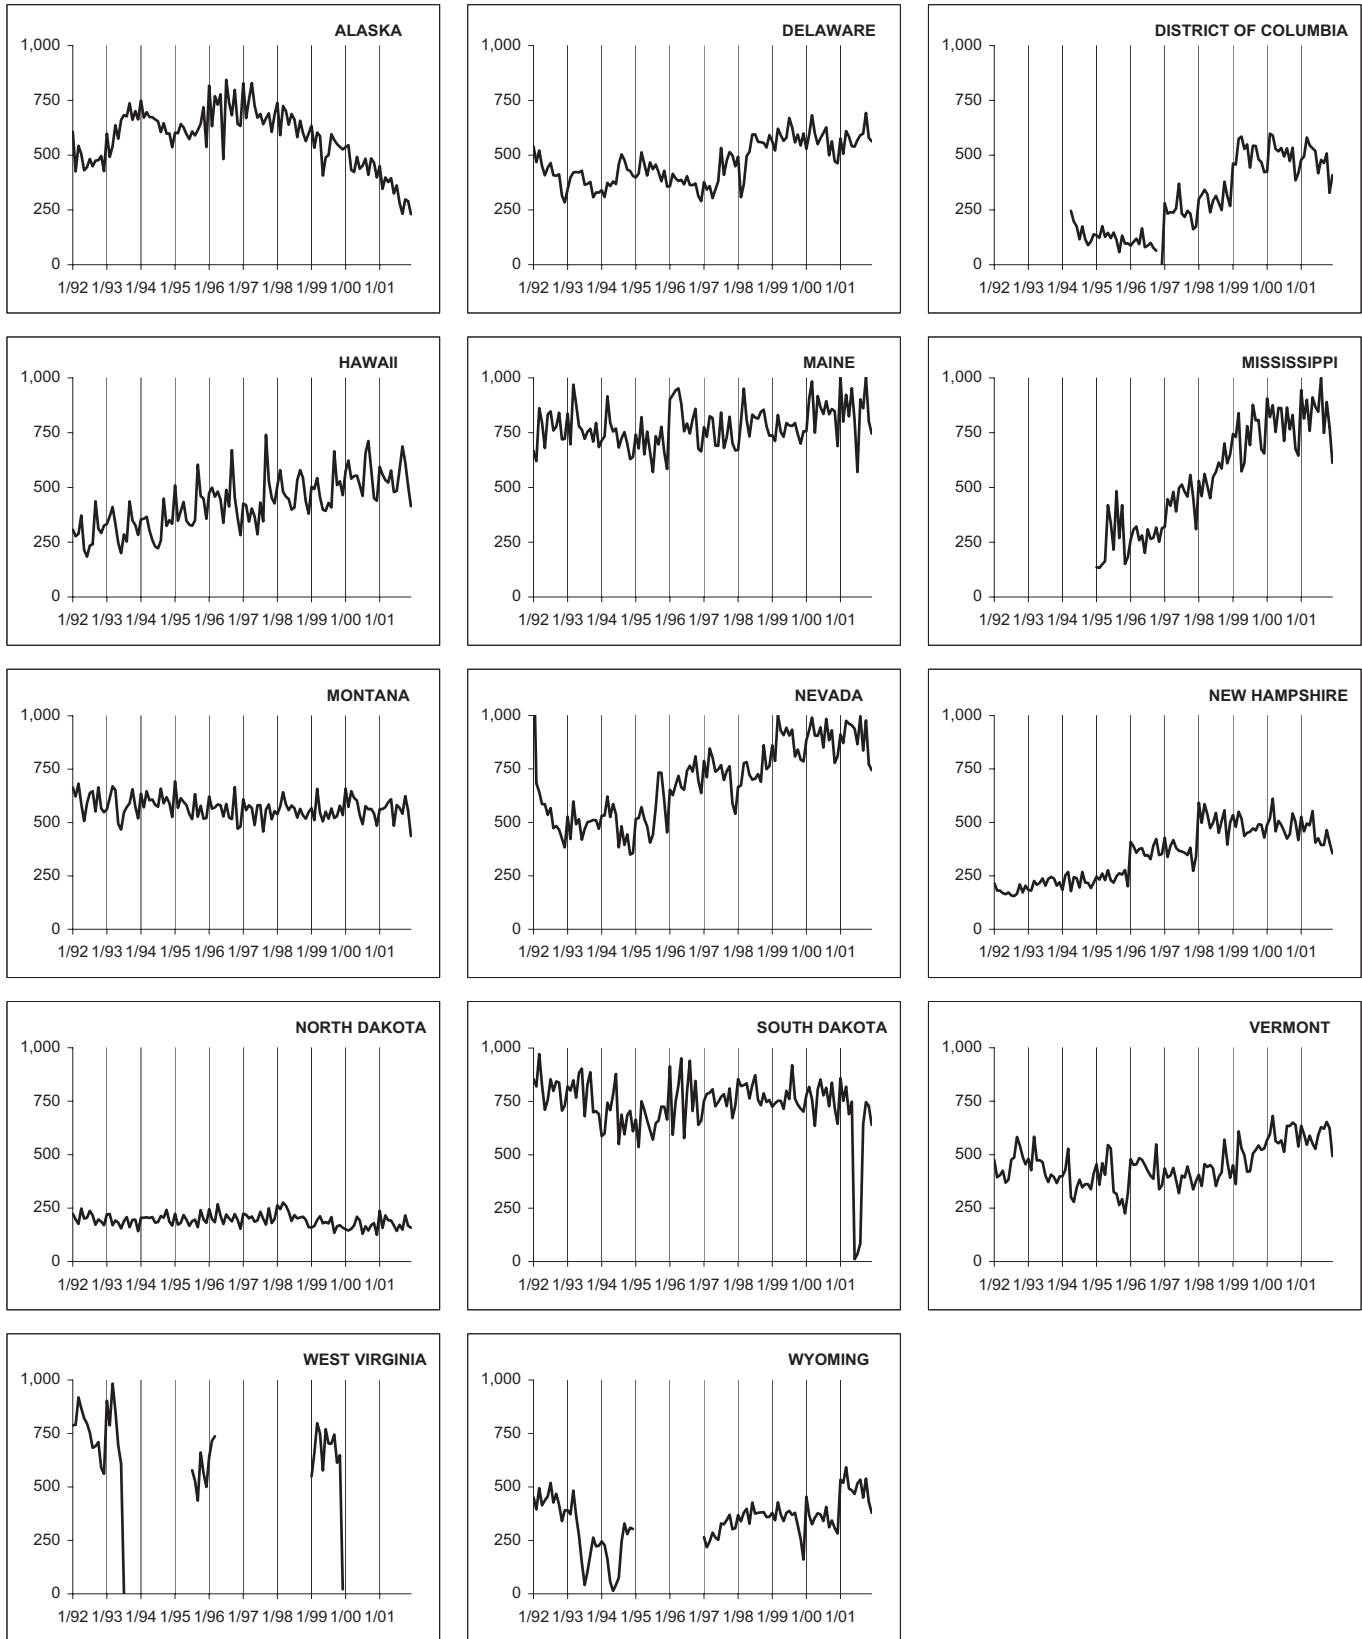 ALASKA
1,000
750
500
250
0
1/92 1/93 1/94 1/95 1/96 1/97 1/98 1/99 1/00 1/01
DELAWARE
1,000
750
500
250
0
1/92 1/93 1/94 1/95 1/96 1/97 1/98 1/99 1/00 1/01
DISTRICT OF COLUMBIA
1,000
750
500
250
0
1/92 1/93 1/94 1/95 1/96 1/97 1/98 1/99 1/00 1/01
HAWAII
1,000
750
500
250
0
1/92 1/93 1/94 1/95 1/96 1/97 1/98 1/99 1/00 1/01
MAINE
1,000
750
500
250
0
1/92 1/93 1/94 1/95 1/96 1/97 1/98 1/99 1/00 1/01
MISSISSIPPI
1,000
750
500
250
0
1/92 1/93 1/94 1/95 1/96 1/97 1/98 1/99 1/00 1/01
MONTANA
1,000
750
500
250
0
1/92 1/93 1/94 1/95 1/96 1/97 1/98 1/99 1/00 1/01
NEVADA
1,000
750
500
250
0
1/92 1/93 1/94 1/95 1/96 1/97 1/98 1/99 1/00 1/01
NEW HAMPSHIRE
1,000
750
500
250
0
1/92 1/93 1/94 1/95 1/96 1/97 1/98 1/99 1/00 1/01
NORTH DAKOTA
1,000
750
500
250
0
1/92 1/93 1/94 1/95 1/96 1/97 1/98 1/99 1/00 1/01
SOUTH DAKOTA
1,000
750
500
250
0
1/92 1/93 1/94 1/95 1/96 1/97 1/98 1/99 1/00 1/01
VERMONT
1,000
750
500
250
0
1/92 1/93 1/94 1/95 1/96 1/97 1/98 1/99 1/00 1/01
WEST VIRGINIA
1,000
750
500
250
0
1/92 1/93 1/94 1/95 1/96 1/97 1/98 1/99 1/00 1/01
WYOMING
1,000
750
500
250
0
1/92 1/93 1/94 1/95 1/96 1/97 1/98 1/99 1/00 1/01